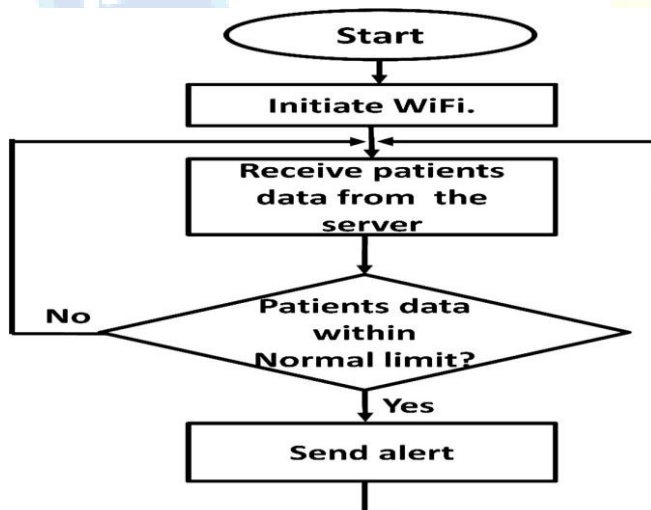 Start
Initiate WiFi.
Receive patients
data from the
server
Patients data
within
Normal limit?
No
Yes
Send alert